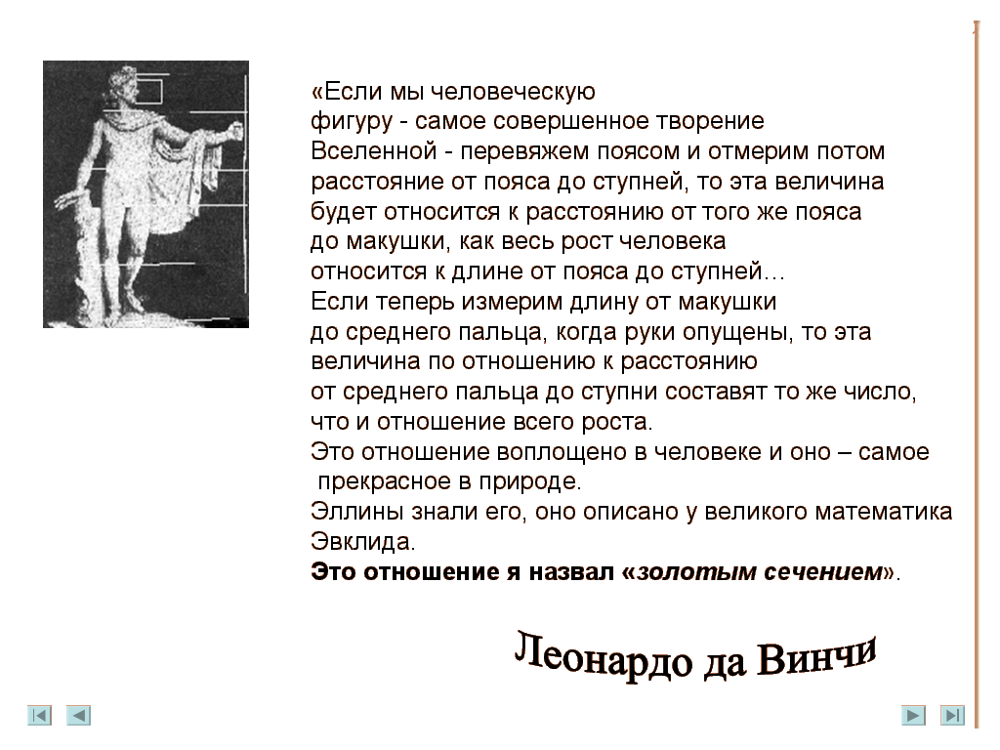 «Если мы человеческую
фигуру - самое совершенное творение
Вселенной - перевяжем поясом и отмерим потом
расстояние от пояса до ступней, то эта величина
будет относится к расстоянию от того же пояса
до макушки, как весь рост человека
относится к длине от пояса до ступней…
Если теперь измерим длину от макушки
до среднего пальца, когда руки опущены, то эта
величина по отношению к расстоянию
от среднего пальца до ступни составят то же число,
что и отношение всего роста.
Это отношение воплощено в человеке и оно – самое
прекрасное в природе.
Эллины знали его, оно описано у великого математика
Эвклида.
Это отношение я назвал «золотым сечением».
Леонардо да Винчи